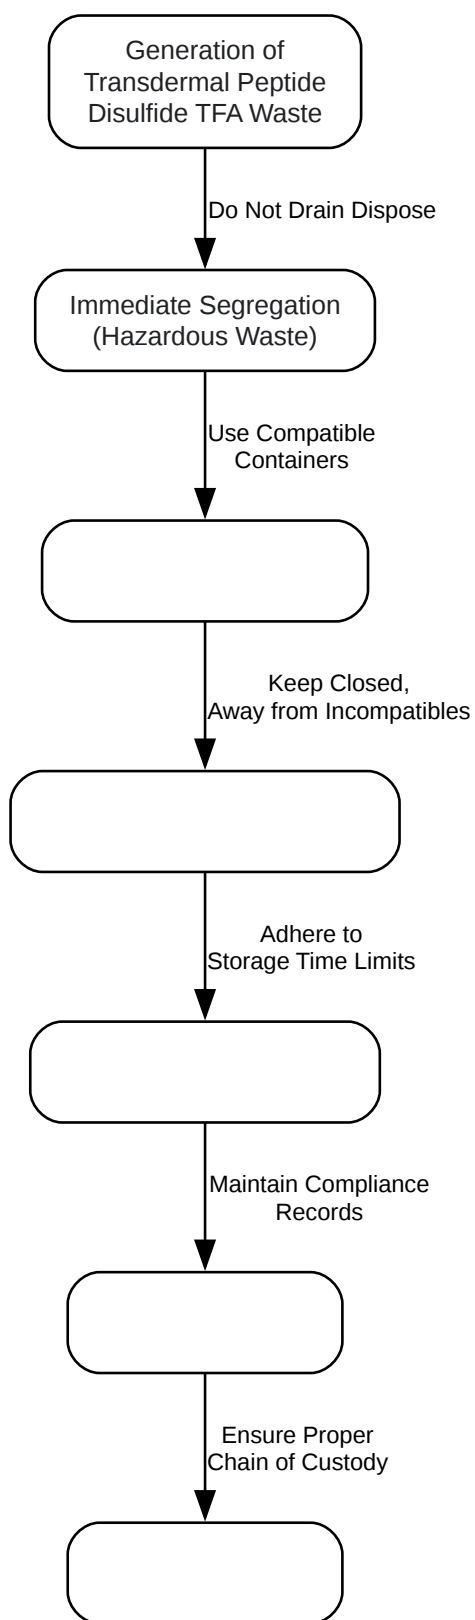 Generation of
Transdermal Peptide
Disulfide TFA Waste
Do Not Drain Dispose
Immediate Segregation
(Hazardous Waste)
Use Compatible
Containers
Keep Closed,
Away from Incompatibles
Adhere to
Storage Time Limits
Maintain Compliance
Records
Ensure Proper
Chain of Custody